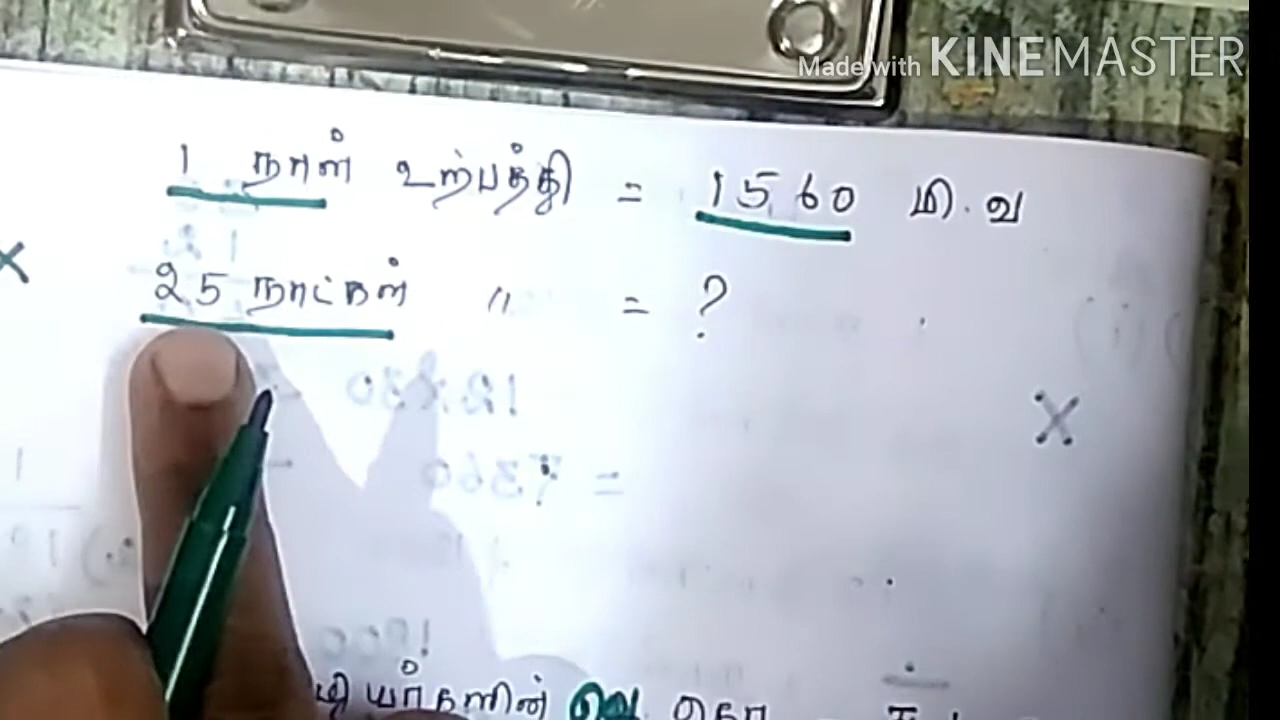 Made with KINEMASTER
1 நாள் உற்பத்தி = 1560 மி.வ
X
25 நாட்கள் " = ?
X